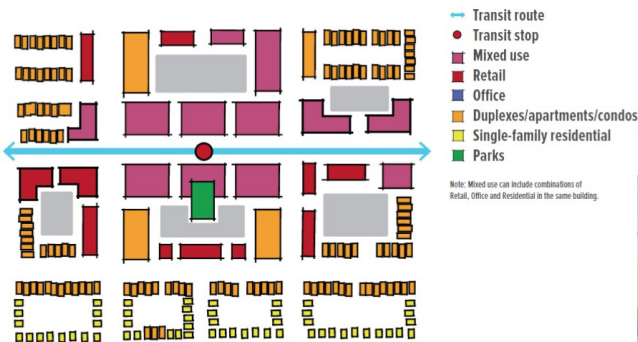 Transit route
Transit stop
Mixed use
Retail
Office
Duplexes/apartments/condos
Single-family residential
Parks
Note: Mixed use can include combinations of
Retail, Office and Residential in the same building.